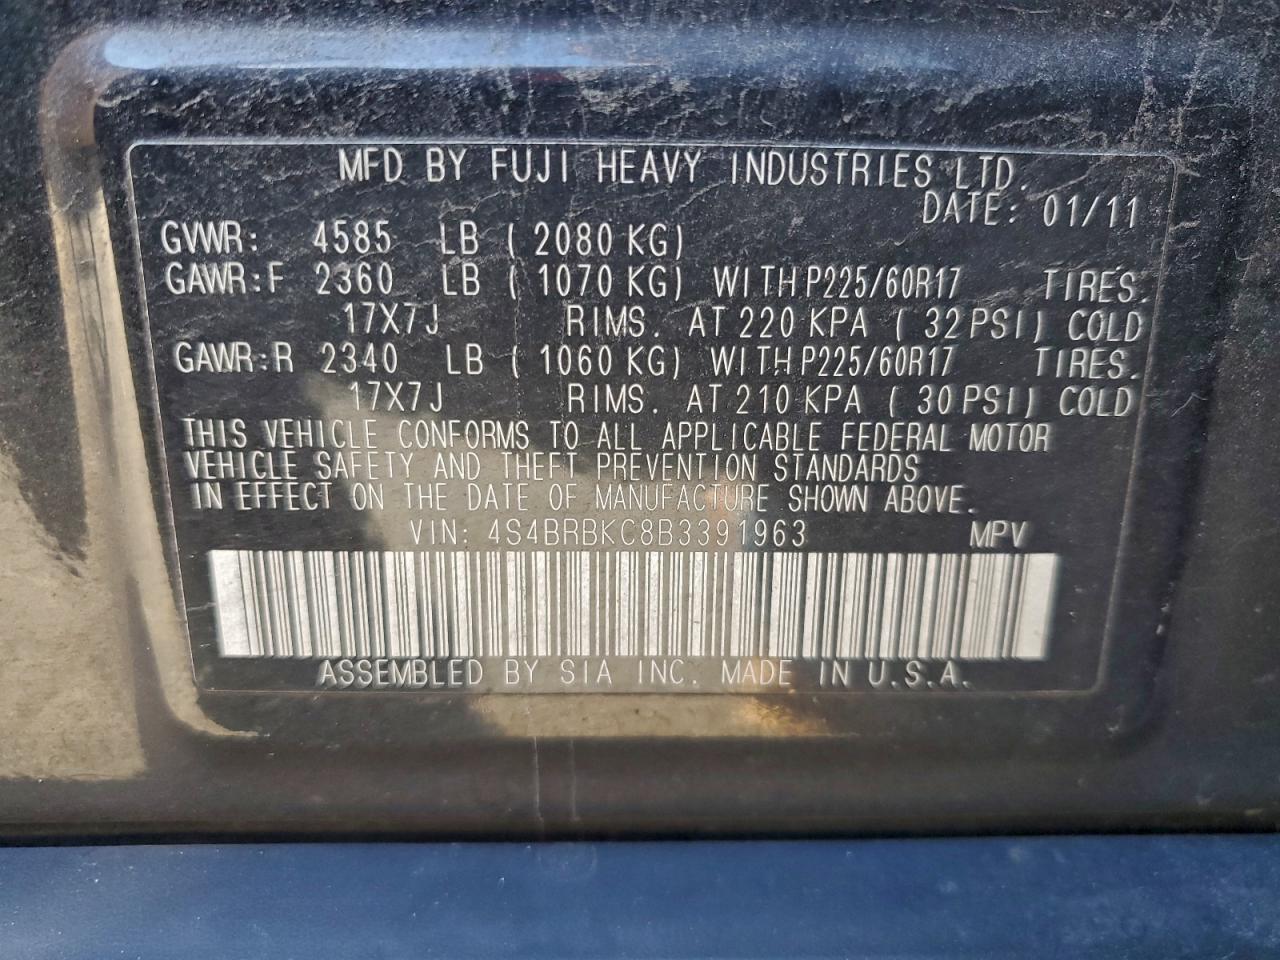 MFD BY FUJI HEAVY INDUSTRIES LTD.
DATE: 01/11
GVWR: 4585 LB ( 2080 KG)
GAWR:F 2360 LB ( 1070 KG) WITH P225/60R17 TIRES.
17X7J RIMS. AT 220 KPA ( 32 PSI) COLD
GAWR:R 2340 LB ( 1060 KG) WITH P225/60R17 TIRES.
17X7J RIMS. AT 210 KPA ( 30 PSI) COLD
THIS VEHICLE CONFORMS TO ALL APPLICABLE FEDERAL MOTOR
VEHICLE SAFETY AND THEFT PREVENTION STANDARDS
IN EFFECT ON THE DATE OF MANUFACTURE SHOWN ABOVE.
VIN: 4S4BRBKC8B3391963 MPV
ASSEMBLED BY SIA INC. MADE IN U.S.A.